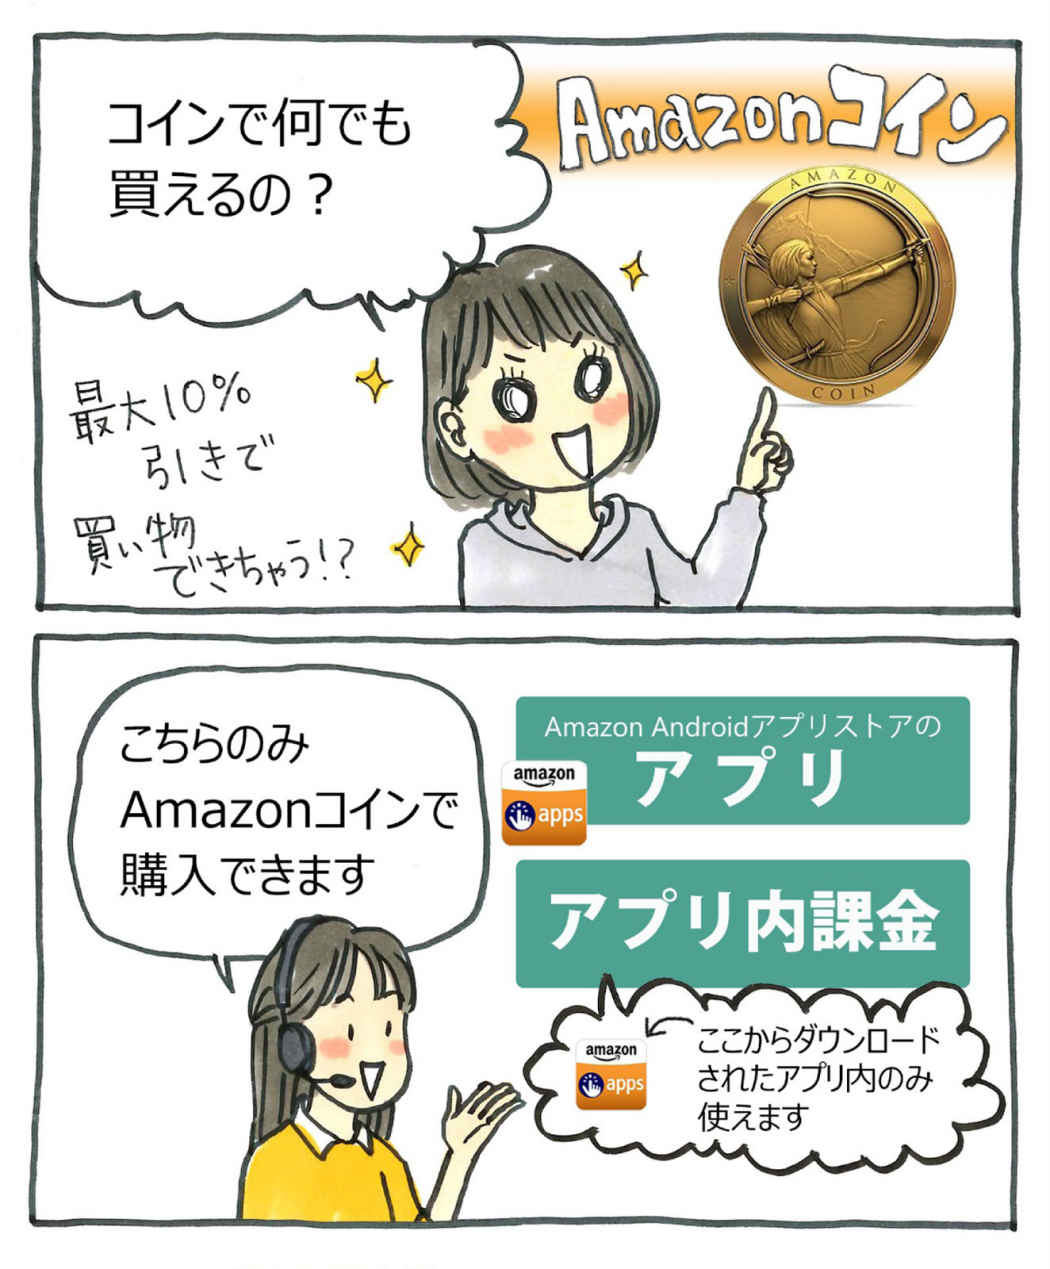 コインで何でも
買えるの？
Amazonコイン
AMAZON
COIN
最大10%
引きで
買い物
できちゃう!?
こちらのみ
Amazonコインで
購入できます
Amazon Androidアプリストアの
アプリ
amazon
apps
アプリ内課金
amazon
apps
ここからダウンロード
されたアプリ内のみ
使えます